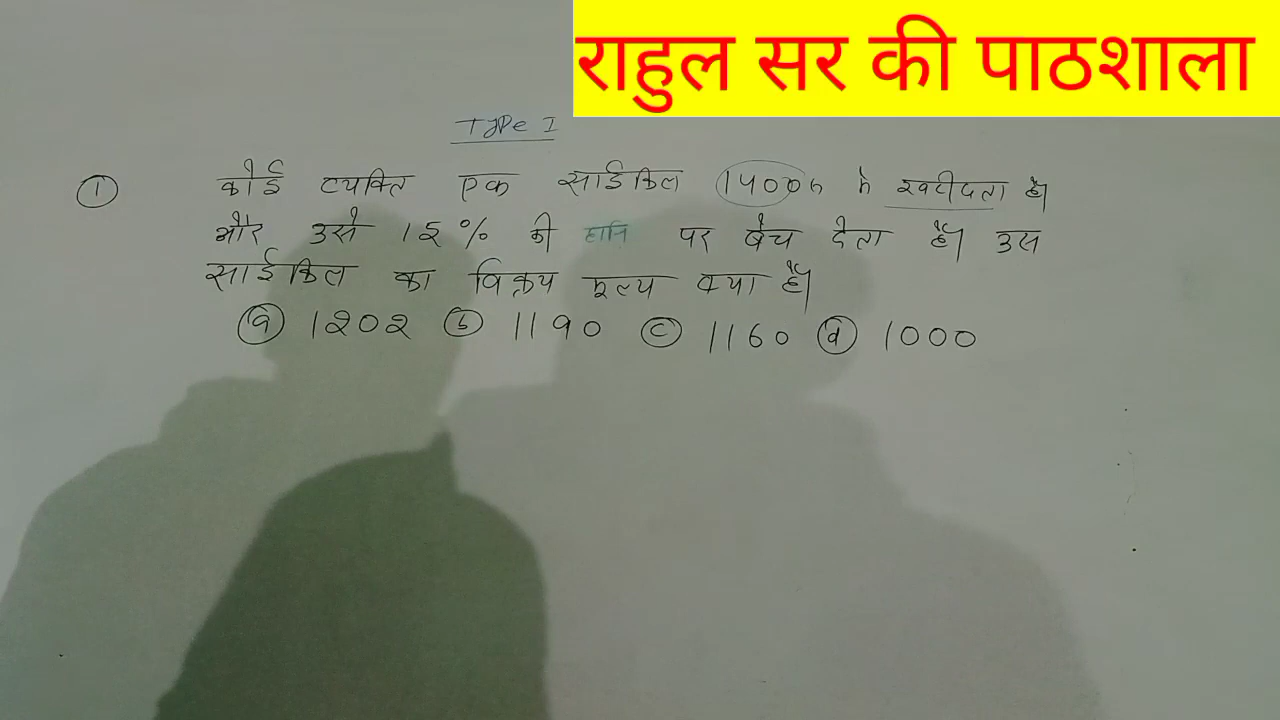 राहुल सर की पाठशाला
Type I
① कोई व्यक्ति एक साईकिल 1400 में खरीदता है।
और उसे 15% की हानि पर बेच देता है। उस
साईकिल का विक्रय मूल्य क्या है।
ⓐ 1202 ⓑ 1190 ⓒ 1160 ⓓ 1000